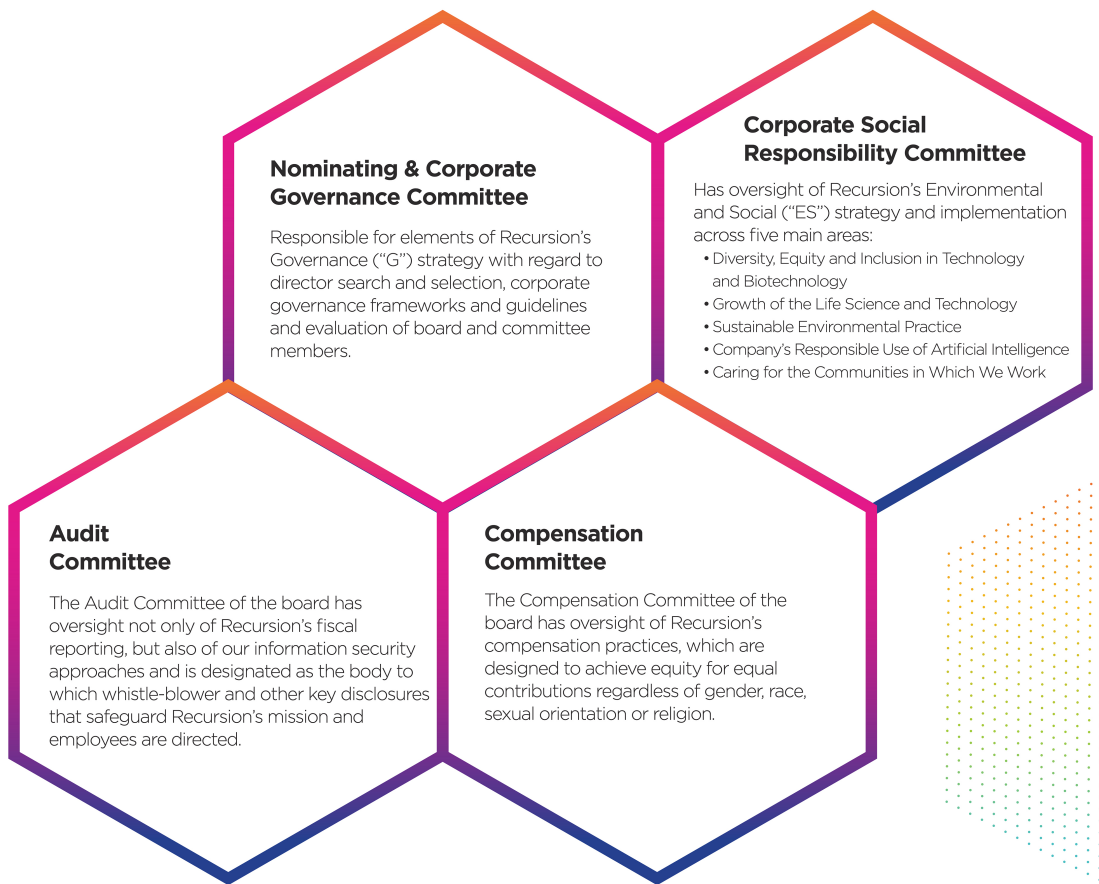 Nominating & Corporate
Governance Committee
Responsible for elements of Recursion’s
Governance (“G”) strategy with regard to
director search and selection, corporate
governance frameworks and guidelines
and evaluation of board and committee
members.
Corporate Social
Responsibility Committee
Has oversight of Recursion’s Environmental
and Social (“ES”) strategy and implementation
across five main areas:
• Diversity, Equity and Inclusion in Technology
and Biotechnology
• Growth of the Life Science and Technology
• Sustainable Environmental Practice
• Company’s Responsible Use of Artificial Intelligence
• Caring for the Communities in Which We Work
Audit
Committee
The Audit Committee of the board has
oversight not only of Recursion’s fiscal
reporting, but also of our information security
approaches and is designated as the body to
which whistle-blower and other key disclosures
that safeguard Recursion’s mission and
employees are directed.
Compensation
Committee
The Compensation Committee of the
board has oversight of Recursion’s
compensation practices, which are
designed to achieve equity for equal
contributions regardless of gender, race,
sexual orientation or religion.